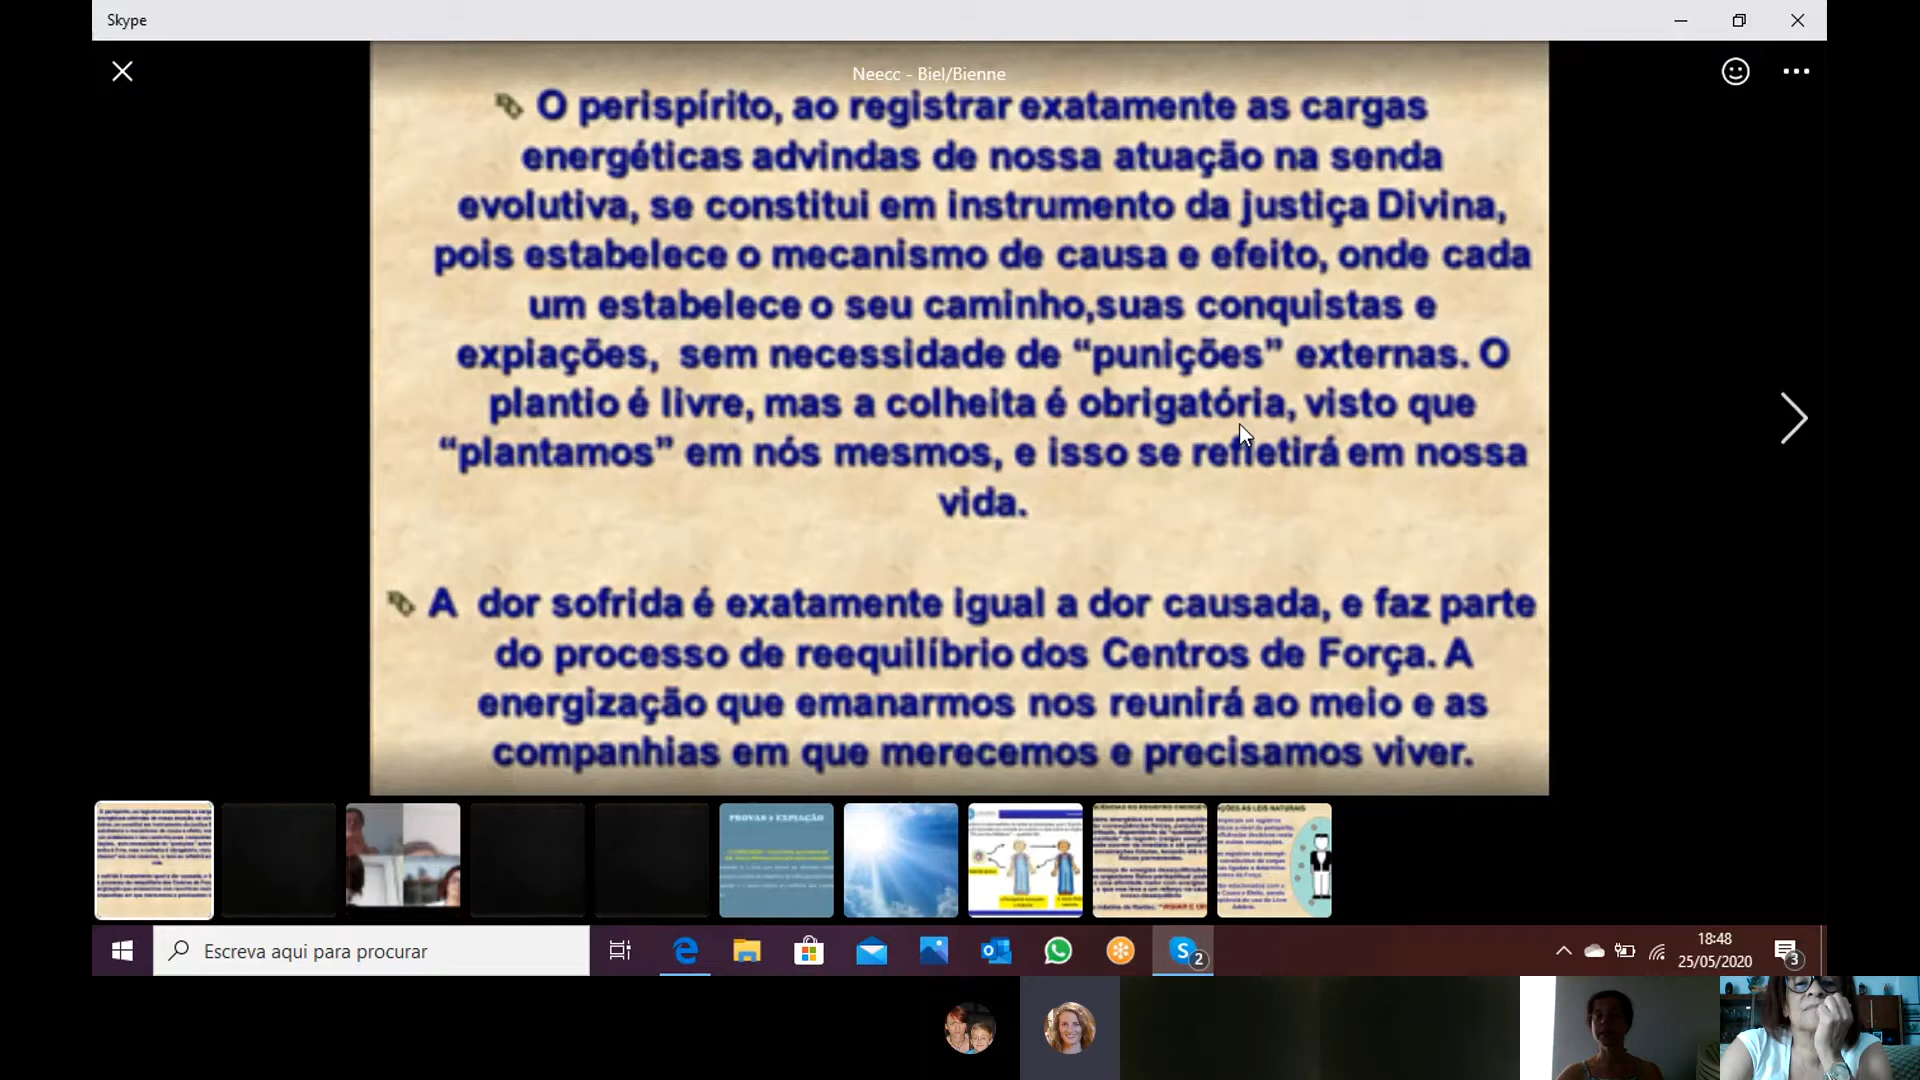 Skype
Neecc - Biel/Bienne
O perispírito, ao registrar exatamente as cargas
energéticas advindas de nossa atuação na senda
evolutiva, se constitui em instrumento da justiça Divina,
pois estabelece o mecanismo de causa e efeito, onde cada
um estabelece o seu caminho,suas conquistas e
expiações, sem necessidade de “punições” externas. O
plantio é livre, mas a colheita é obrigatória, visto que
“plantamos” em nós mesmos, e isso se refletirá em nossa
vida.
A dor sofrida é exatamente igual a dor causada, e faz parte
do processo de reequilíbrio dos Centros de Força. A
energização que emanarmos nos reunirá ao meio e as
companhias em que merecemos e precisamos viver.
PROVAS e EXPIAÇÃO
Escreva aqui para procurar
2
18:48
25/05/2020
3